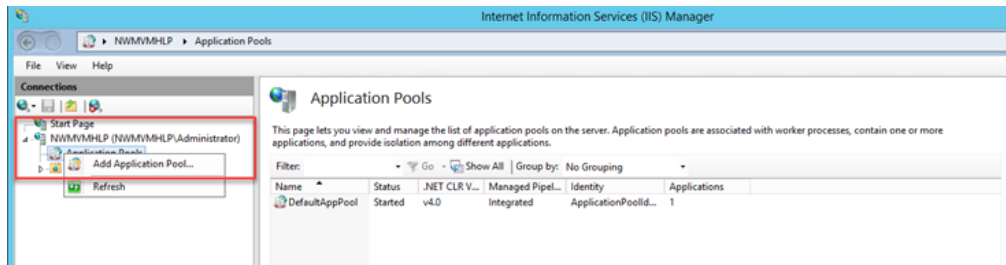 Internet Information Services (IIS) Manager
NWMVMHLP Application Pools
File View Help
Connections
Start Page
NWMVMHLP (NWMVMHLP\Administrator)
Application Pools
Add Application Pool...
Refresh
Application Pools
This page lets you view and manage the list of application pools on the server. Application pools are associated with worker processes, contain one or more
applications, and provide isolation among different applications.
Filter: Go Show All Group by: No Grouping
Name Status .NET CLR V... Managed Pipel... Identity Applications
DefaultAppPool Started v4.0 Integrated ApplicationPoolId... 1